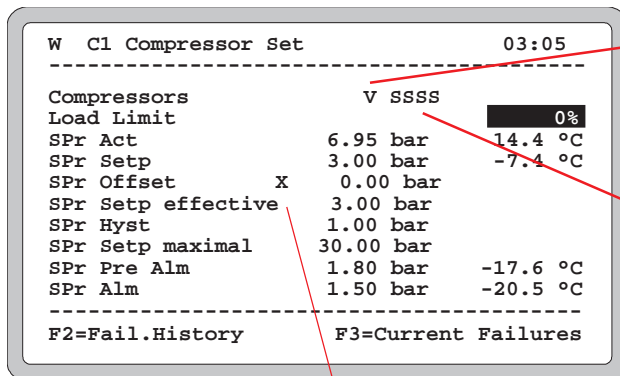 W C1 Compressor Set 03:05
---------------------------------------------
Compressors V SSSS
Load Limit 0%
SPr Act 6.95 bar 14.4 °C
SPr Setp 3.00 bar -7.4 °C
SPr Offset X 0.00 bar
SPr Setp effective 3.00 bar
SPr Hyst 1.00 bar
SPr Setp maximal 30.00 bar
SPr Pre Alm 1.80 bar -17.6 °C
SPr Alm 1.50 bar -20.5 °C
---------------------------------------------
F2=Fail.History F3=Current Failures